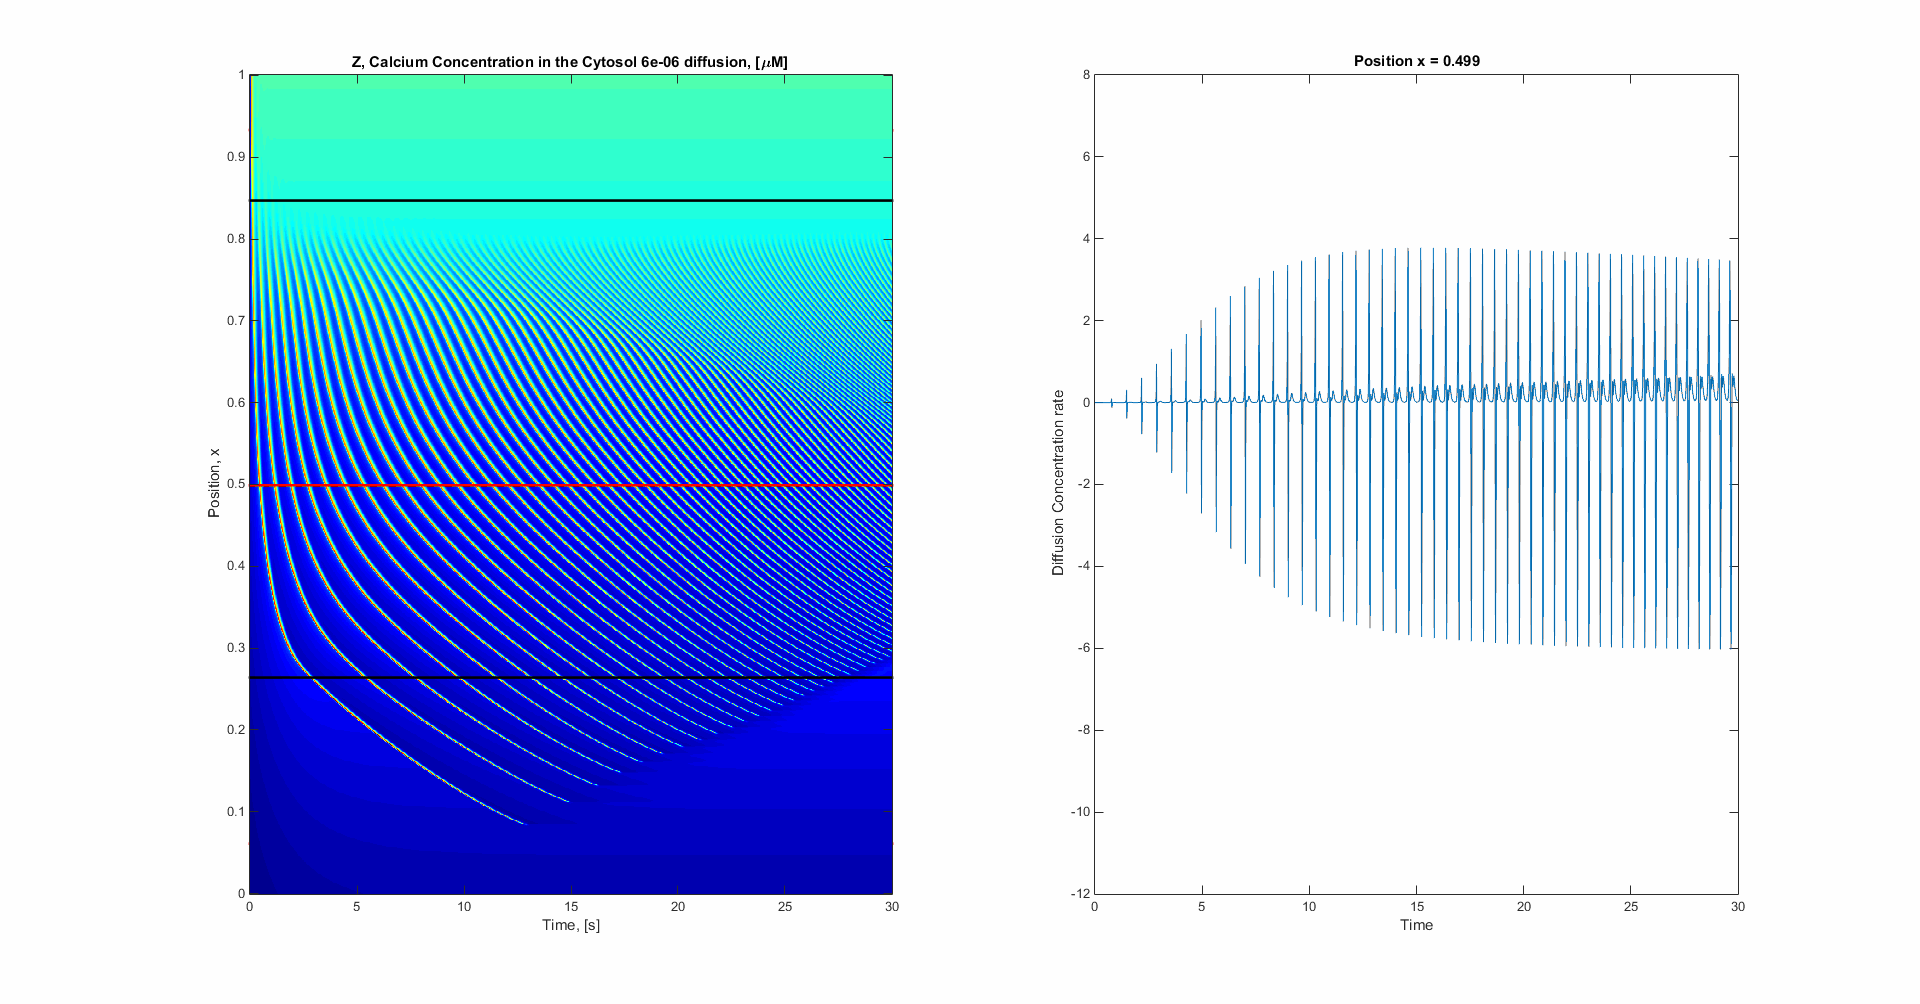 Z, Calcium Concentration in the Cytosol 6e-06 diffusion, [μM]
1
0.9
0.8
0.7
0.6
0.5
0.4
0.3
0.2
0.1
0
Position, x
0 5 10 15 20 25 30
Time, [s]
Position x = 0.499
8
6
4
2
0
-2
-4
-6
-8
-10
-12
Diffusion Concentration rate
0 5 10 15 20 25 30
Time